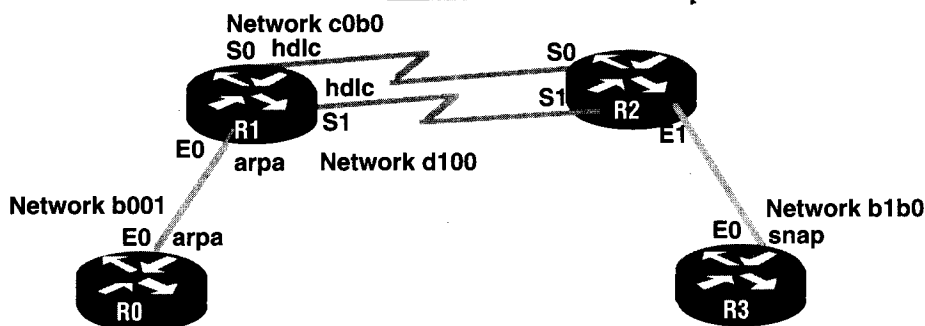 Network c0b0
S0 hdlc
S0
hdlc
S1
S1
R1
R2
E0
E1
arpa
Network d100
Network b001
Network b1b0
E0 arpa
E0 snap
R0
R3